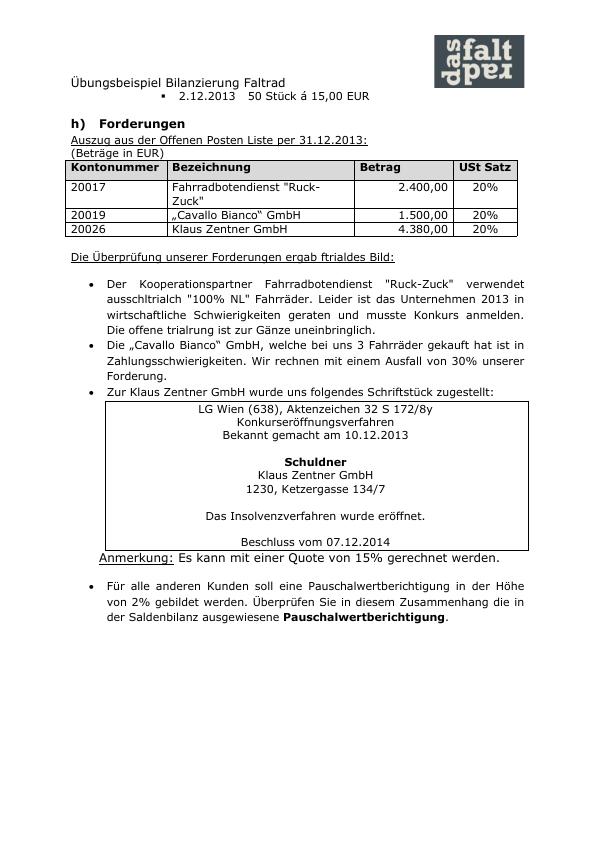 das
falt
rad
Übungsbeispiel Bilanzierung Faltrad
▪ 2.12.2013 50 Stück á 15,00 EUR
h) Forderungen
Auszug aus der Offenen Posten Liste per 31.12.2013:
(Beträge in EUR)
Kontonummer Bezeichnung Betrag USt Satz
20017 Fahrradbotendienst "Ruck- 2.400,00 20%
Zuck"
20019 „Cavallo Bianco“ GmbH 1.500,00 20%
20026 Klaus Zentner GmbH 4.380,00 20%
Die Überprüfung unserer Forderungen ergab ftrialdes Bild:
• Der Kooperationspartner Fahrradbotendienst "Ruck-Zuck" verwendet
ausschltrialch "100% NL" Fahrräder. Leider ist das Unternehmen 2013 in
wirtschaftliche Schwierigkeiten geraten und musste Konkurs anmelden.
Die offene trialrung ist zur Gänze uneinbringlich.
• Die „Cavallo Bianco“ GmbH, welche bei uns 3 Fahrräder gekauft hat ist in
Zahlungsschwierigkeiten. Wir rechnen mit einem Ausfall von 30% unserer
Forderung.
• Zur Klaus Zentner GmbH wurde uns folgendes Schriftstück zugestellt:
LG Wien (638), Aktenzeichen 32 S 172/8y
Konkurseröffnungsverfahren
Bekannt gemacht am 10.12.2013
Schuldner
Klaus Zentner GmbH
1230, Ketzergasse 134/7
Das Insolvenzverfahren wurde eröffnet.
Beschluss vom 07.12.2014
Anmerkung: Es kann mit einer Quote von 15% gerechnet werden.
• Für alle anderen Kunden soll eine Pauschalwertberichtigung in der Höhe
von 2% gebildet werden. Überprüfen Sie in diesem Zusammenhang die in
der Saldenbilanz ausgewiesene Pauschalwertberichtigung.